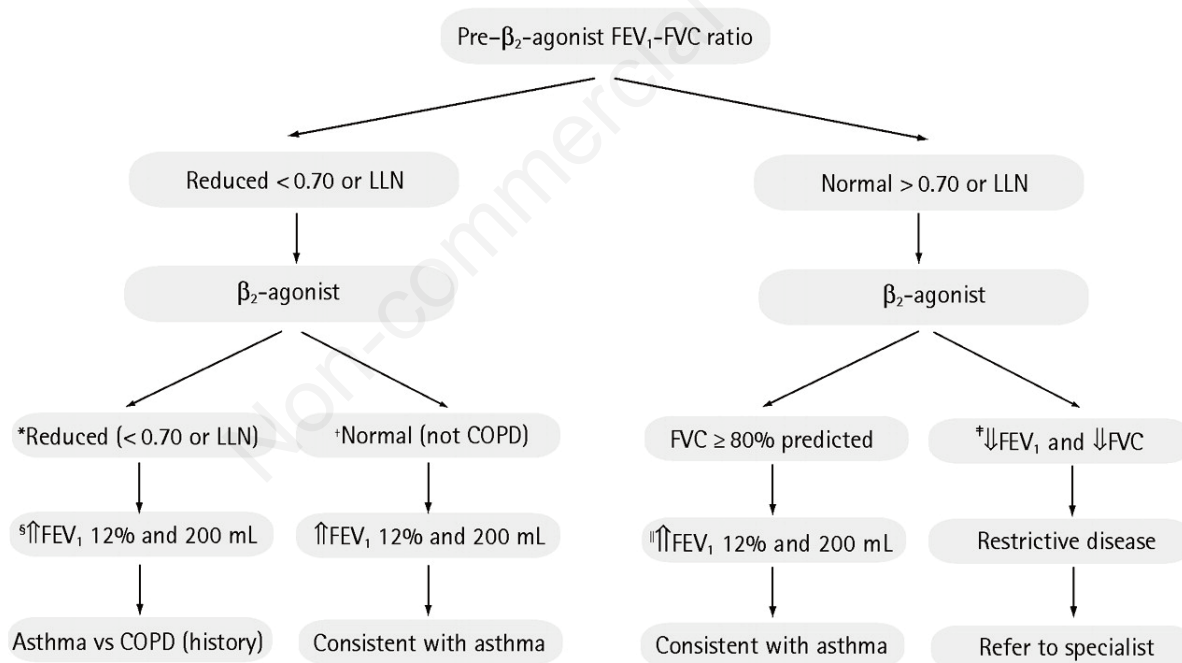 Pre–β₂-agonist FEV₁-FVC ratio
Reduced < 0.70 or LLN
Normal > 0.70 or LLN
β₂-agonist
β₂-agonist
*Reduced (< 0.70 or LLN)
†Normal (not COPD)
FVC ≥ 80% predicted
‡⇓FEV₁ and ⇓FVC
§⇑FEV₁ 12% and 200 mL
⇑FEV₁ 12% and 200 mL
||⇑FEV₁ 12% and 200 mL
Restrictive disease
Asthma vs COPD (history)
Consistent with asthma
Consistent with asthma
Refer to specialist
Non-commercial